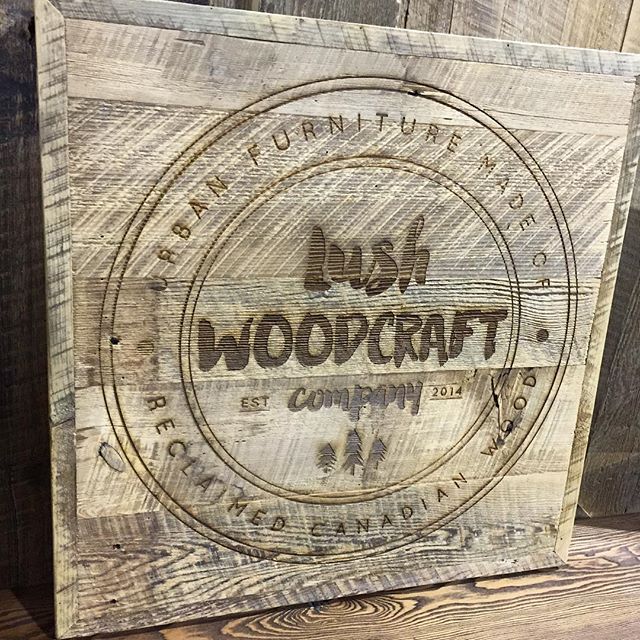 URBAN FURNITURE MADE OF
Lush
WOODCRAFT
EST company 2014
RECLAIMED CANADIAN WOOD